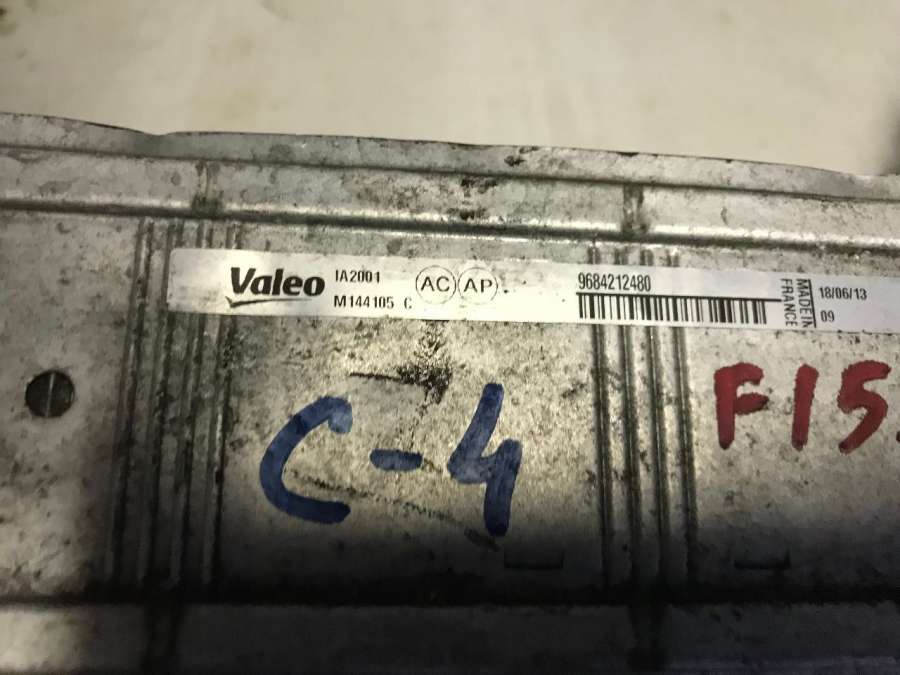 Valeo
IA2001
M144105 C
AC AP
9684212480
MADE IN
FRANCE
18/06/13
09
C-4
F15.